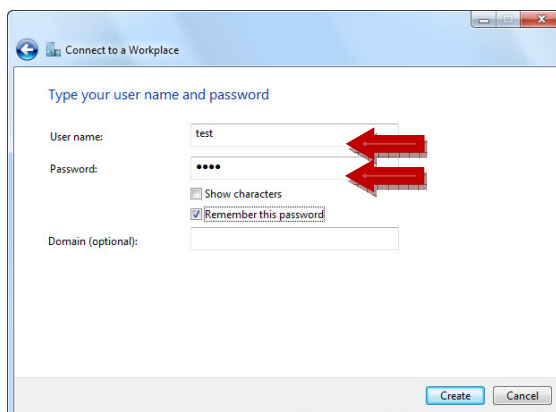 Connect to a Workplace
Type your user name and password
User name: test
Password: ••••
Show characters
Remember this password
Domain (optional):
Create Cancel